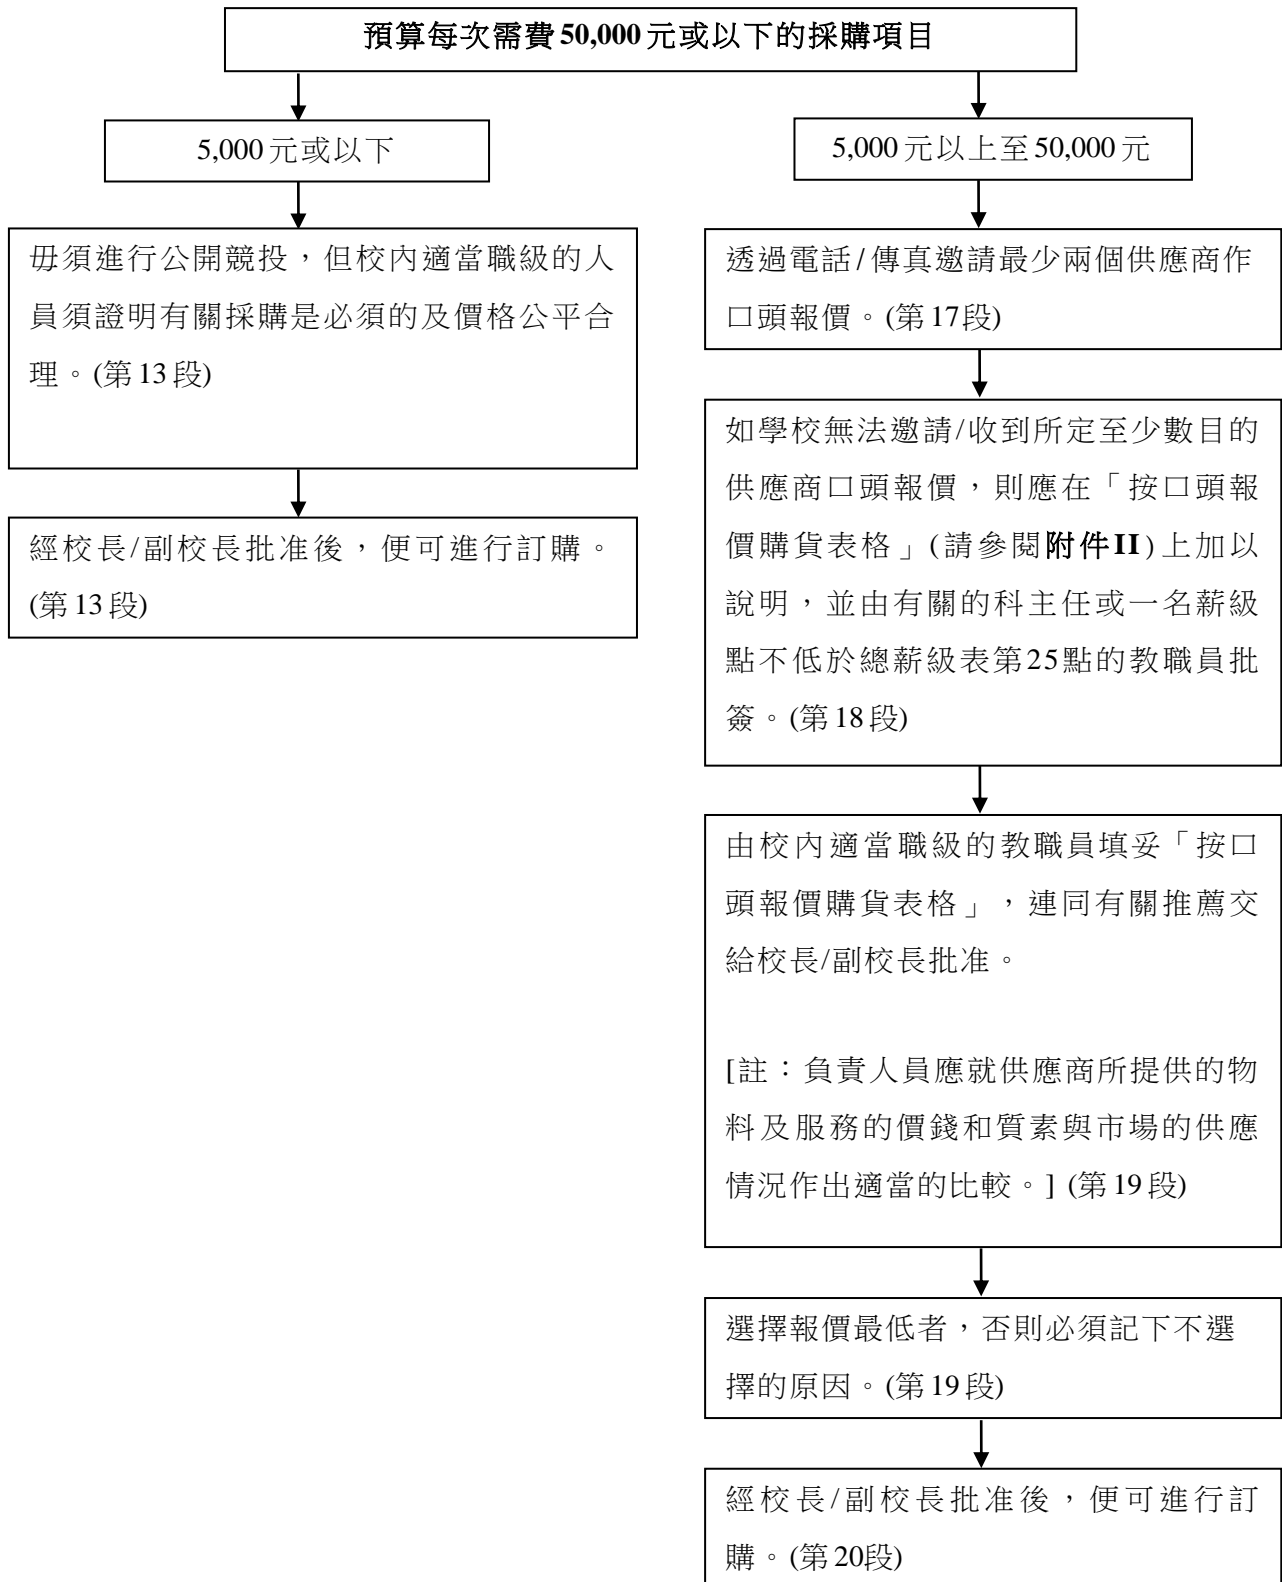 預算每次需費50,000元或以下的採購項目
5,000元或以下
毋須進行公開競投，但校內適當職級的人
員須證明有關採購是必須的及價格公平合
理。(第13段)
經校長/副校長批准後，便可進行訂購。
(第13段)
5,000元以上至50,000元
透過電話/傳真邀請最少兩個供應商作
口頭報價。(第17段)
如學校無法邀請/收到所定至少數目的
供應商口頭報價，則應在「按口頭報
價購貨表格」(請參閱附件II)上加以
說明，並由有關的科主任或一名薪級
點不低於總薪級表第25點的教職員批
簽。(第18段)
由校內適當職級的教職員填妥「按口
頭報價購貨表格」，連同有關推薦交
給校長/副校長批准。
[註：負責人員應就供應商所提供的物
料及服務的價錢和質素與市場的供應
情況作出適當的比較。] (第19段)
選擇報價最低者，否則必須記下不選
擇的原因。(第19段)
經校長/副校長批准後，便可進行訂
購。(第20段)